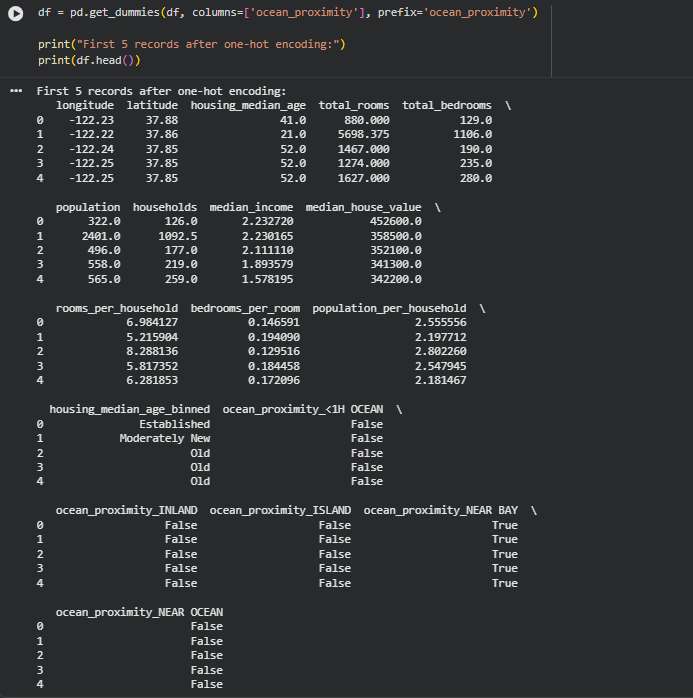 df = pd.get_dummies(df, columns=['ocean_proximity'], prefix='ocean_proximity')
print("First 5 records after one-hot encoding:")
print(df.head())
First 5 records after one-hot encoding:
   longitude  latitude  housing_median_age  total_rooms  total_bedrooms  \
0    -122.23     37.88                41.0      880.000           129.0
1    -122.22     37.86                21.0     5698.375          1106.0
2    -122.24     37.85                52.0     1467.000           190.0
3    -122.25     37.85                52.0     1274.000           235.0
4    -122.25     37.85                52.0     1627.000           280.0
   population  households  median_income  median_house_value  \
0       322.0       126.0       2.232720            452600.0
1      2401.0      1092.5       2.230165            358500.0
2       496.0       177.0       2.111110            352100.0
3       558.0       219.0       1.893579            341300.0
4       565.0       259.0       1.578195            342200.0
   rooms_per_household  bedrooms_per_room  population_per_household  \
0             6.984127           0.146591                  2.555556
1             5.215904           0.194090                  2.197712
2             8.288136           0.129516                  2.802260
3             5.817352           0.184458                  2.547945
4             6.281853           0.172096                  2.181467
  housing_median_age_binned  ocean_proximity_<1H OCEAN  \
0               Established                      False
1            Moderately New                      False
2                       Old                      False
3                       Old                      False
4                       Old                      False
   ocean_proximity_INLAND  ocean_proximity_ISLAND  ocean_proximity_NEAR BAY  \
0                   False                   False                      True
1                   False                   False                      True
2                   False                   False                      True
3                   False                   False                      True
4                   False                   False                      True
   ocean_proximity_NEAR OCEAN
0                       False
1                       False
2                       False
3                       False
4                       False